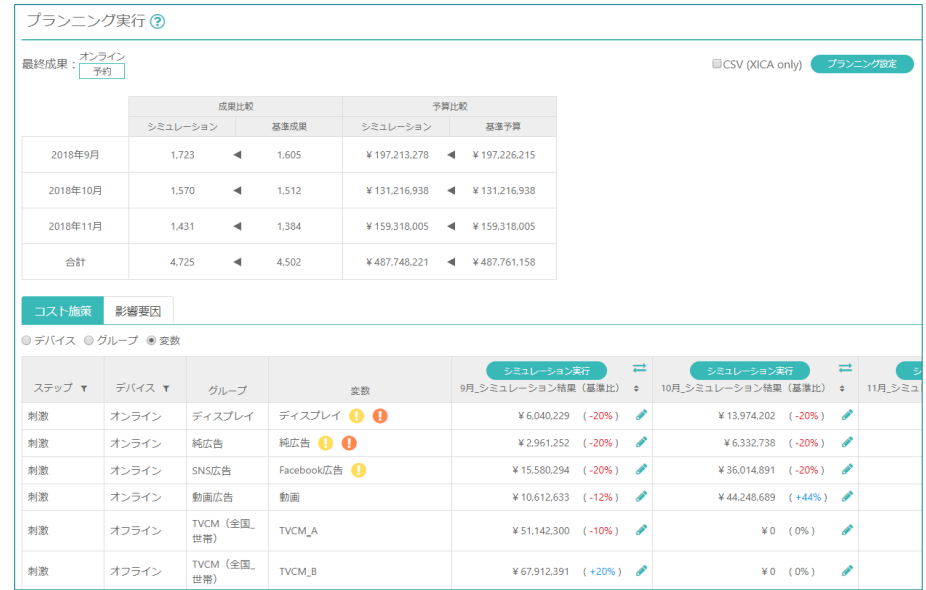 プランニング実行 ?
最終成果：オンライン
予約
CSV (XICA only) プランニング設定
成果比較 予算比較
シミュレーション 基準成果 シミュレーション 基準予算
2018年9月 1,723 ◀ 1,605 ¥ 197,213,278 ◀ ¥ 197,226,215
2018年10月 1,570 ◀ 1,512 ¥ 131,216,938 ◀ ¥ 131,216,938
2018年11月 1,431 ◀ 1,384 ¥ 159,318,005 ◀ ¥ 159,318,005
合計 4,725 ◀ 4,502 ¥ 487,748,221 ◀ ¥ 487,761,158
コスト施策 影響要因
デバイス グループ 変数
シミュレーション実行 シミュレーション実行 シ
ステップ デバイス グループ 変数 9月_シミュレーション結果（基準比） 10月_シミュレーション結果（基準比） 11月_シミュ
刺激 オンライン ディスプレイ ディスプレイ ! ! ¥ 6,040,229 ( -20% ) ¥ 13,974,202 ( -20% )
刺激 オンライン 純広告 純広告 ! ! ¥ 2,961,252 ( -20% ) ¥ 6,332,738 ( -20% )
刺激 オンライン SNS広告 Facebook広告 ! ¥ 15,580,294 ( -20% ) ¥ 36,014,891 ( -20% )
刺激 オンライン 動画広告 動画 ¥ 10,612,633 ( -12% ) ¥ 44,248,689 ( +44% )
刺激 オフライン TVCM（全国_世帯） TVCM_A ¥ 51,142,300 ( -10% ) ¥ 0 ( 0% )
刺激 オフライン TVCM（全国_世帯） TVCM_B ¥ 67,912,391 ( +20% ) ¥ 0 ( 0% )